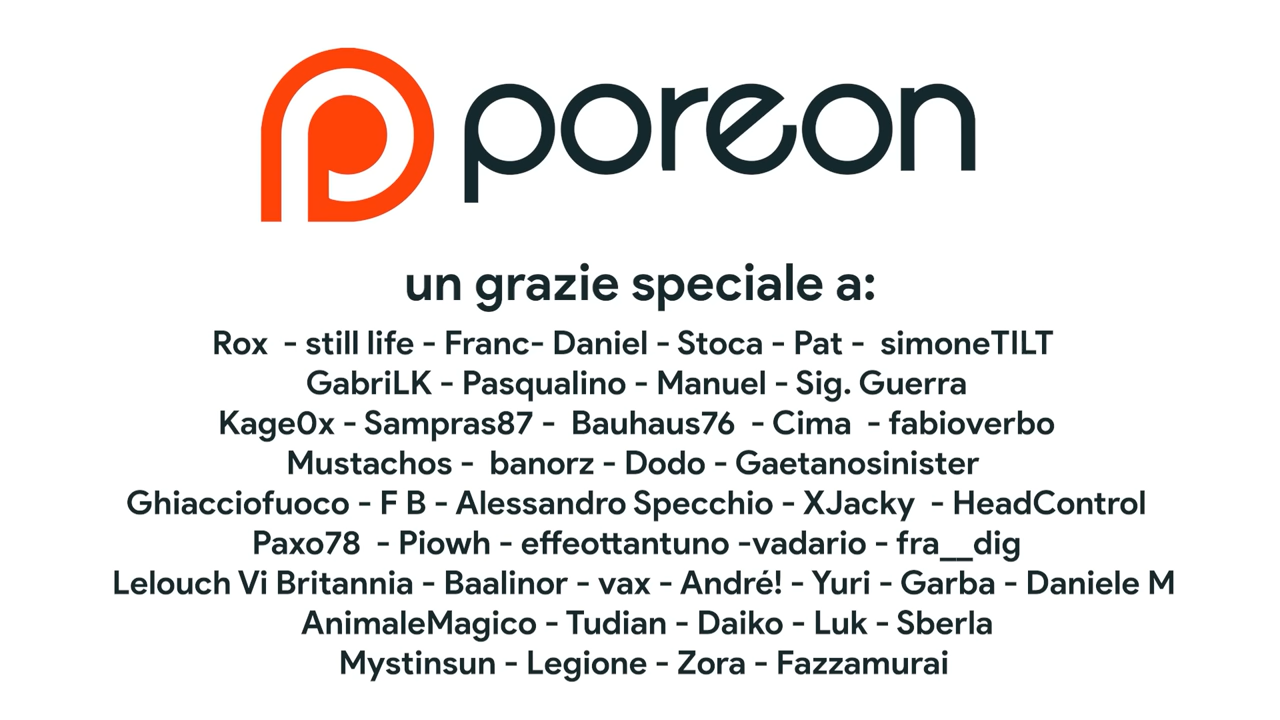 poreon
un grazie speciale a:
Rox - still life - Franc- Daniel - Stoca - Pat - simoneTILT
GabriLK - Pasqualino - Manuel - Sig. Guerra
Kage0x - Sampras87 - Bauhaus76 - Cima - fabioverbo
Mustachos - banorz - Dodo - Gaetanosinister
Ghiacciofuoco - F B - Alessandro Specchio - XJacky - HeadControl
Paxo78 - Piowh - effeottantuno -vadario - fra__dig
Lelouch Vi Britannia - Baalinor - vax - André! - Yuri - Garba - Daniele M
AnimaleMagico - Tudian - Daiko - Luk - Sberla
Mystinsun - Legione - Zora - Fazzamurai